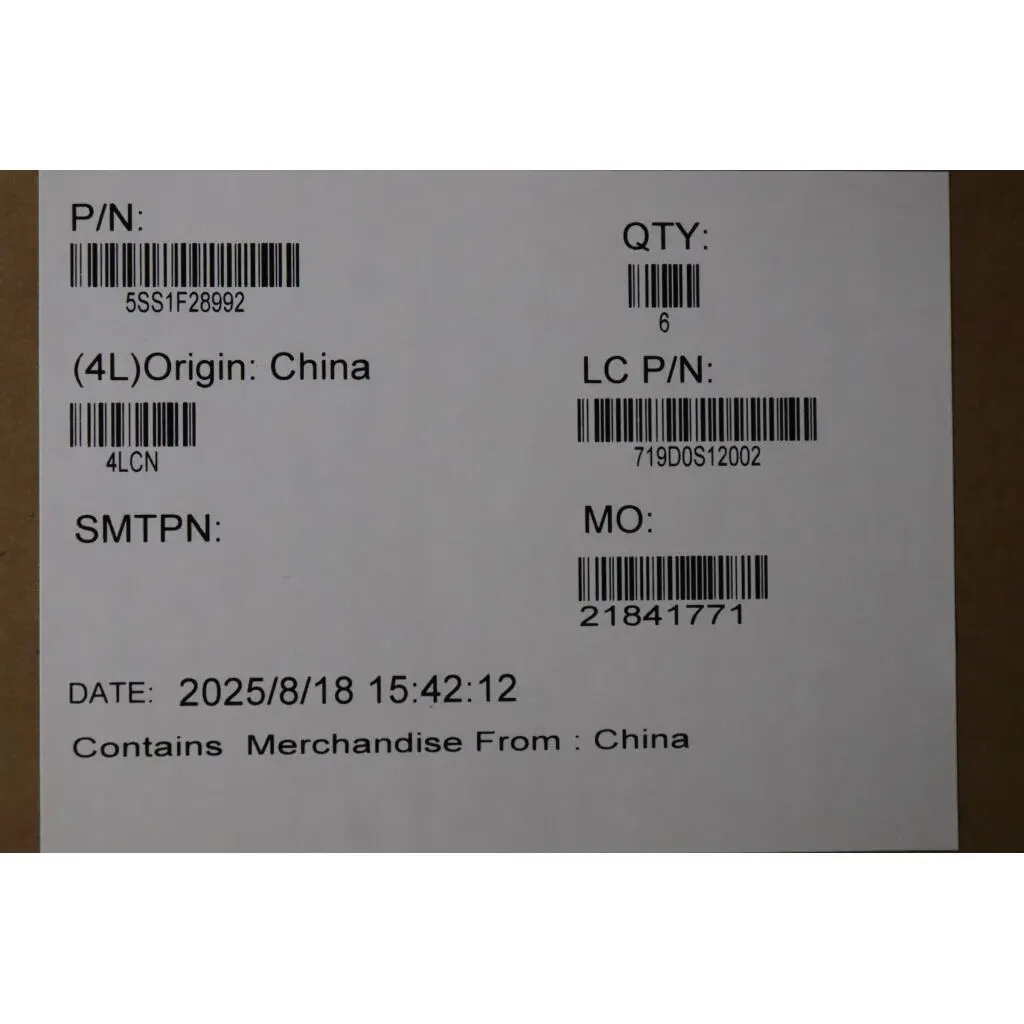 P/N:
5SS1F28992
QTY:
6
(4L)Origin: China
4LCN
LC P/N:
719D0S12002
SMTPN:
MO:
21841771
DATE: 2025/8/18 15:42:12
Contains Merchandise From : China